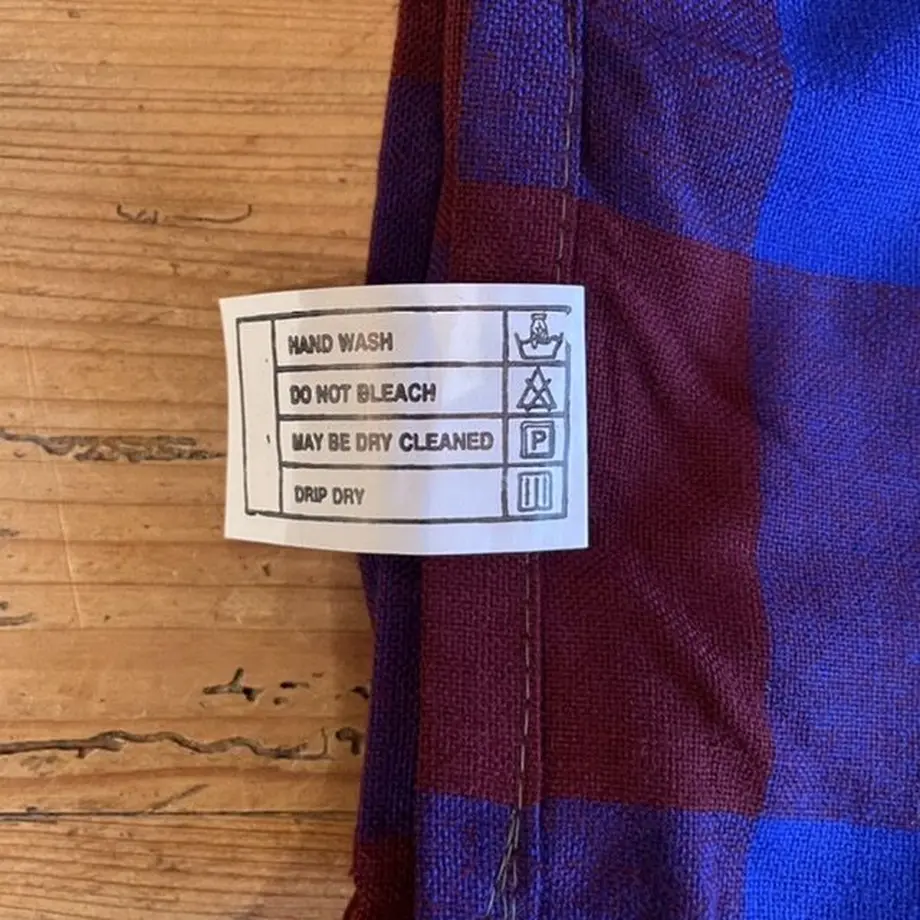 HAND WASH
DO NOT BLEACH
MAY BE DRY CLEANED P
DRIP DRY